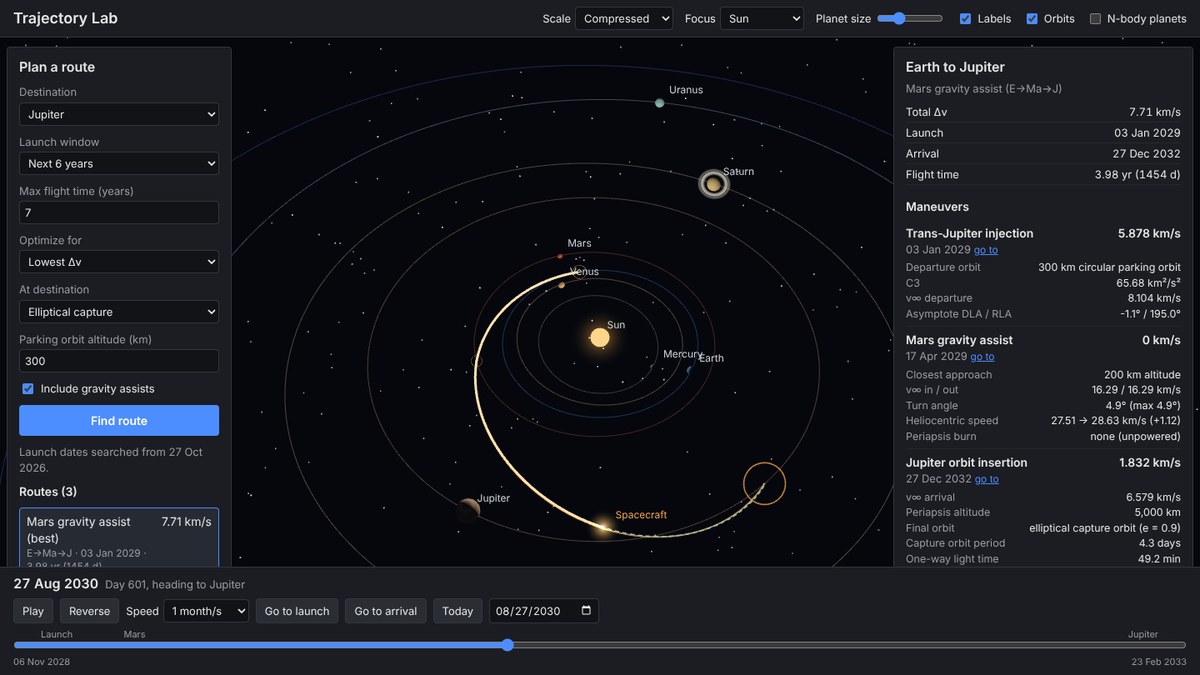 Trajectory Lab
Scale Compressed Focus Sun Planet size Labels Orbits N-body planets
Plan a route
Destination
Jupiter
Launch window
Next 6 years
Max flight time (years)
7
Optimize for
Lowest Δv
At destination
Elliptical capture
Parking orbit altitude (km)
300
Include gravity assists
Find route
Launch dates searched from 27 Oct
2026.
Routes (3)
Mars gravity assist 7.71 km/s
(best)
E→Ma→J · 03 Jan 2029 ·
3.98 yr (1454 d)
Uranus
Saturn
Mars
Venus
Sun
Mercury
Earth
Jupiter
Spacecraft
Earth to Jupiter
Mars gravity assist (E→Ma→J)
Total Δv 7.71 km/s
Launch 03 Jan 2029
Arrival 27 Dec 2032
Flight time 3.98 yr (1454 d)
Maneuvers
Trans-Jupiter injection 5.878 km/s
03 Jan 2029 go to
Departure orbit 300 km circular parking orbit
C3 65.68 km²/s²
v∞ departure 8.104 km/s
Asymptote DLA / RLA -1.1° / 195.0°
Mars gravity assist 0 km/s
17 Apr 2029 go to
Closest approach 200 km altitude
v∞ in / out 16.29 / 16.29 km/s
Turn angle 4.9° (max 4.9°)
Heliocentric speed 27.51 → 28.63 km/s (+1.12)
Periapsis burn none (unpowered)
Jupiter orbit insertion 1.832 km/s
27 Dec 2032 go to
v∞ arrival 6.579 km/s
Periapsis altitude 5,000 km
Final orbit elliptical capture orbit (e = 0.9)
Capture orbit period 4.3 days
One-way light time 49.2 min
27 Aug 2030 Day 601, heading to Jupiter
Play Reverse Speed 1 month/s Go to launch Go to arrival Today 08/27/2030
Launch Mars Jupiter
06 Nov 2028 23 Feb 2033